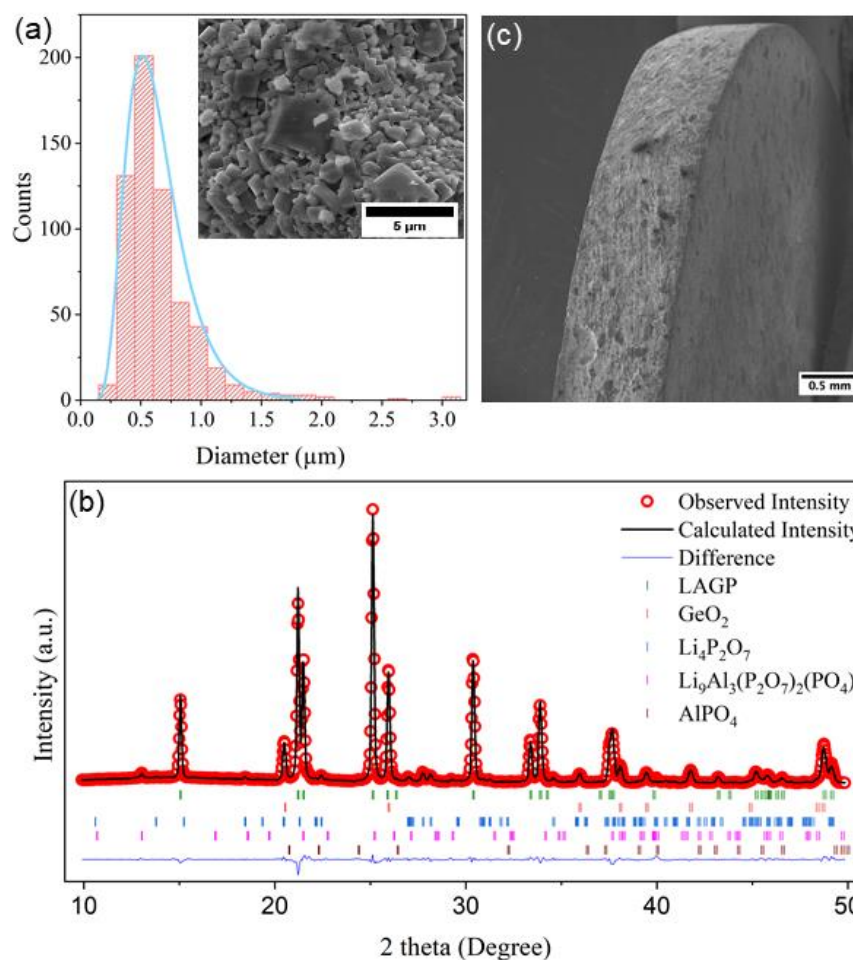 (a)
200
150
100
50
0
Counts
0.0 0.5 1.0 1.5 2.0 2.5 3.0
Diameter (µm)
5 µm
(c)
0.5 mm
(b)
Observed Intensity
Calculated Intensity
Difference
LAGP
GeO₂
Li₄P₂O₇
Li₉Al₃(P₂O₇)₂(PO₄)
AlPO₄
Intensity (a.u.)
10 20 30 40 50
2 theta (Degree)